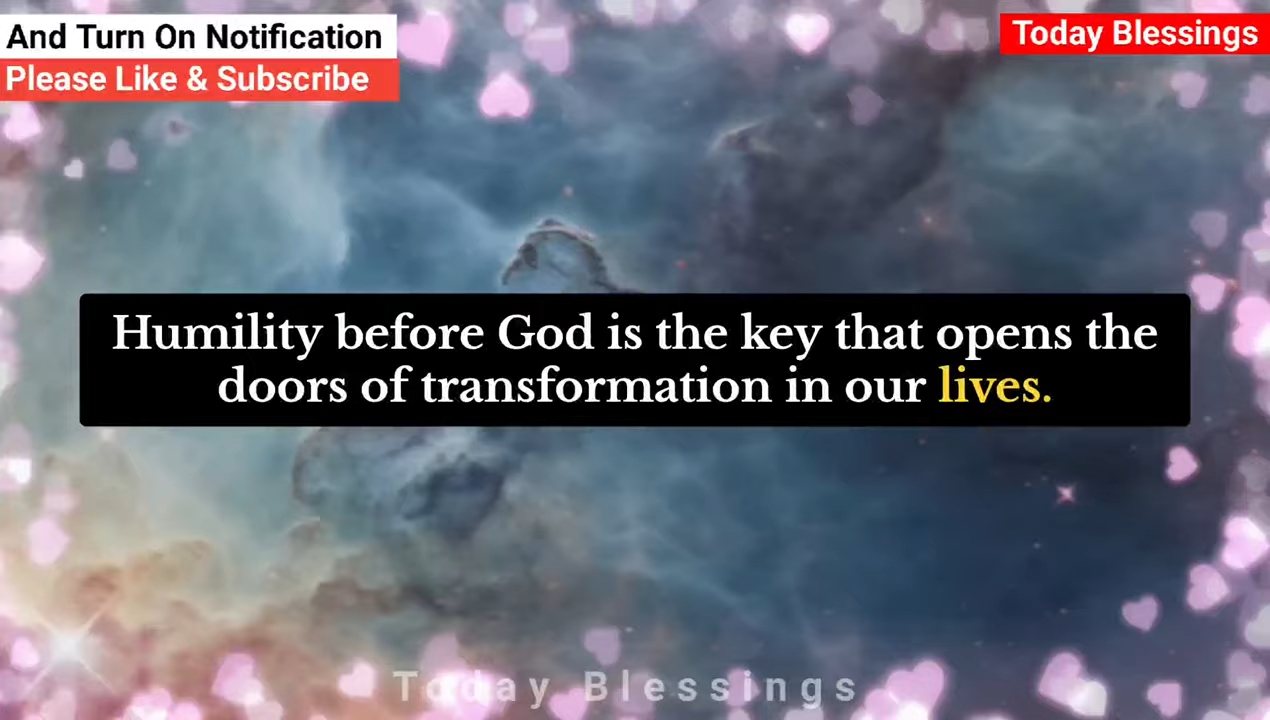 And Turn On Notification
Please Like & Subscribe
Today Blessings
Humility before God is the key that opens the
doors of transformation in our lives.
Today Blessings